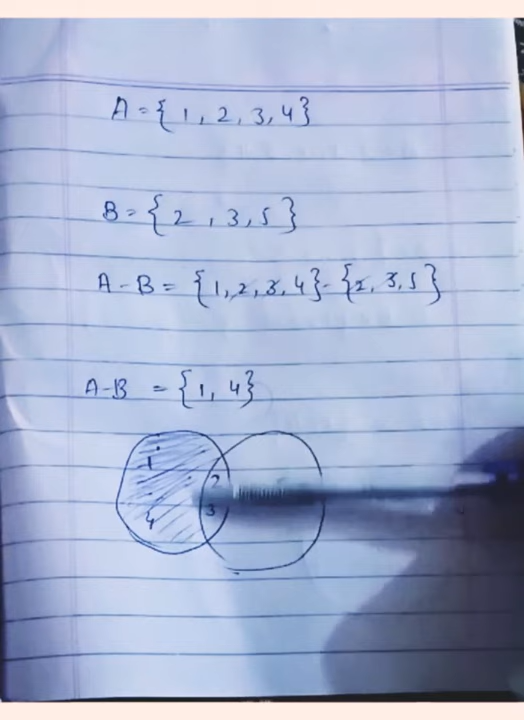 A = { 1, 2, 3, 4}
B = { 2, 3, 5 }
A - B = { 1, 2, 3, 4} - {2, 3, 5 }
A-B = { 1, 4}
1
2
3
4